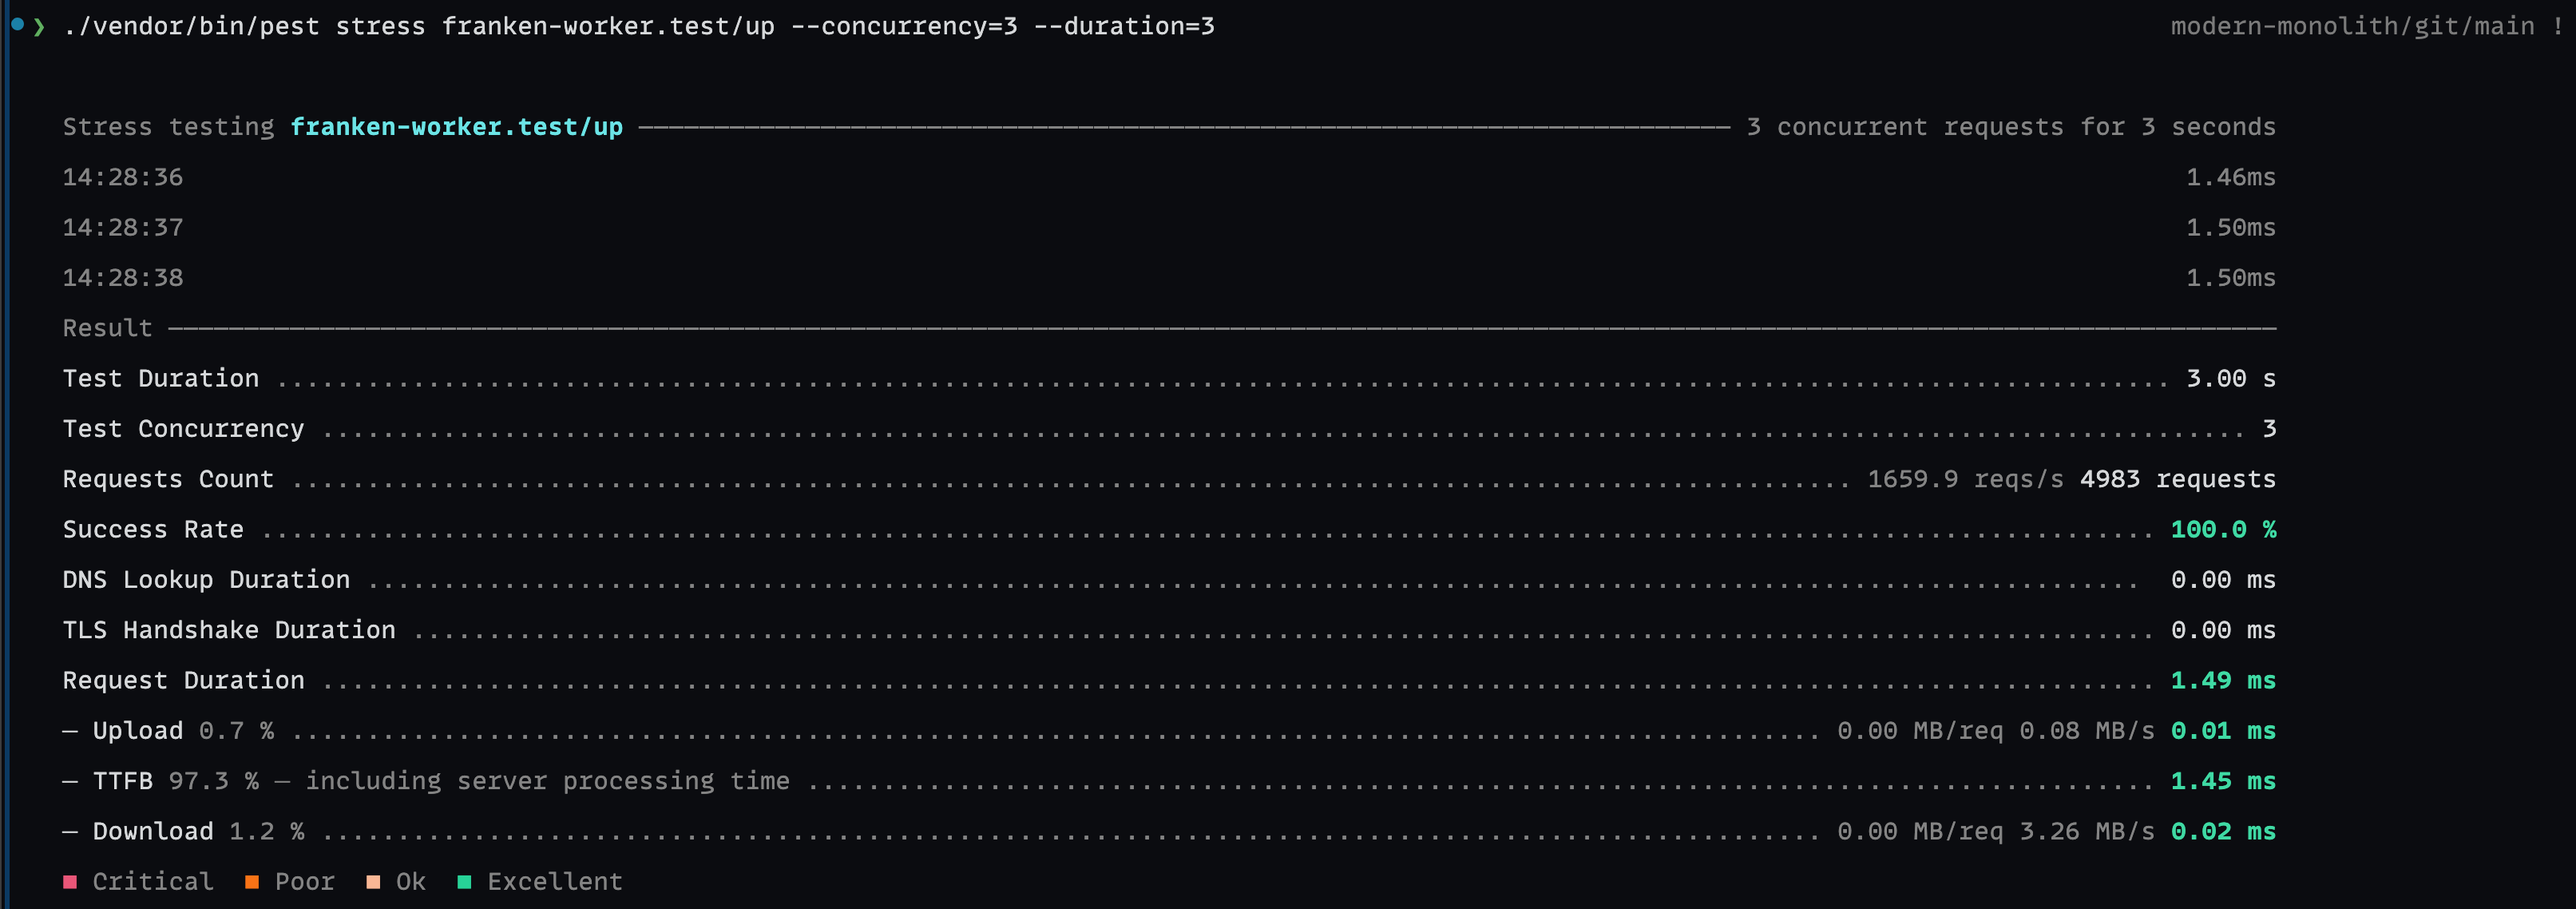 ❯ ./vendor/bin/pest stress franken-worker.test/up --concurrency=3 --duration=3 modern-monolith/git/main !
Stress testing franken-worker.test/up 3 concurrent requests for 3 seconds
14:28:36 1.46ms
14:28:37 1.50ms
14:28:38 1.50ms
Result
Test Duration 3.00 s
Test Concurrency 3
Requests Count 1659.9 reqs/s 4983 requests
Success Rate 100.0 %
DNS Lookup Duration 0.00 ms
TLS Handshake Duration 0.00 ms
Request Duration 1.49 ms
— Upload 0.7 % 0.00 MB/req 0.08 MB/s 0.01 ms
— TTFB 97.3 % — including server processing time 1.45 ms
— Download 1.2 % 0.00 MB/req 3.26 MB/s 0.02 ms
■ Critical ■ Poor ■ Ok ■ Excellent